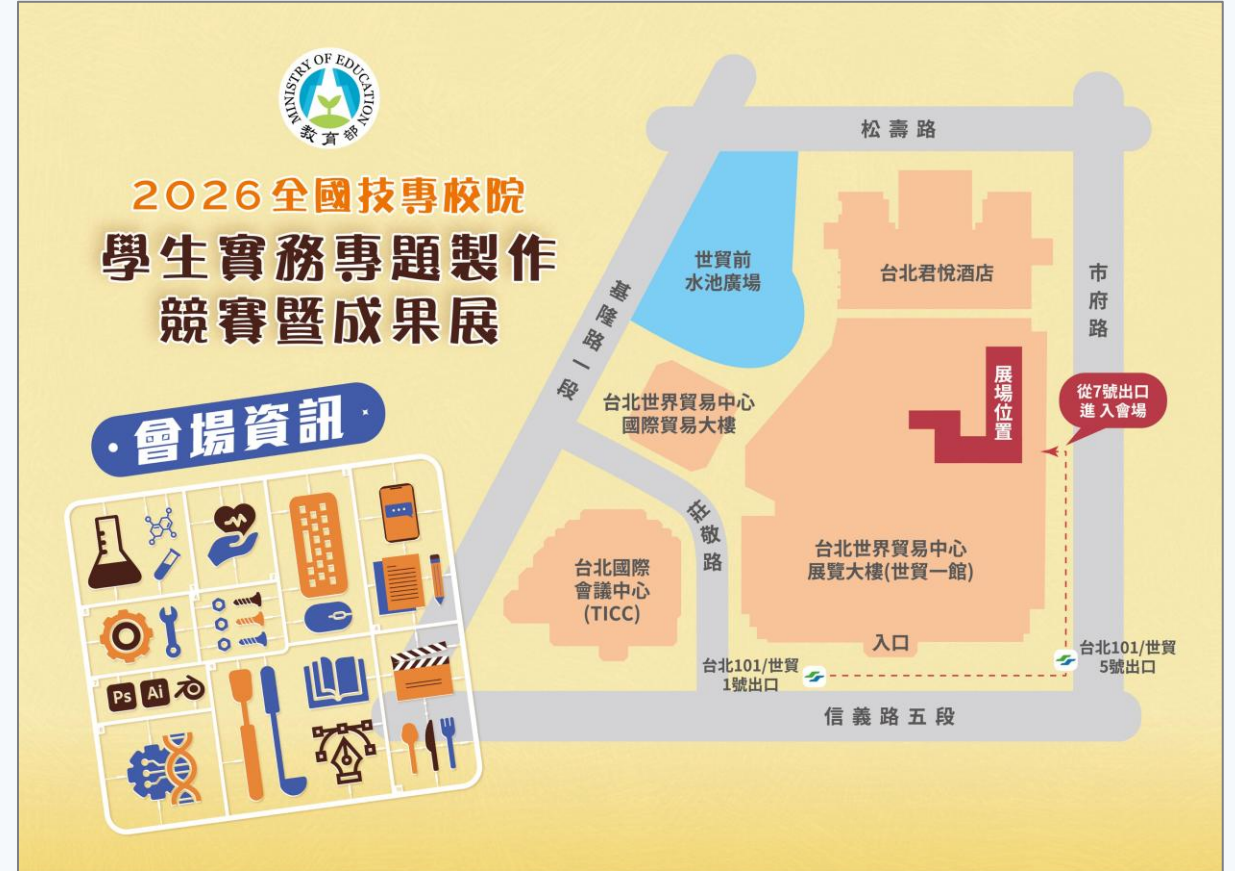 MINISTRY OF EDUCATION
教育部
2026全國技專校院
學生實務專題製作
競賽暨成果展
會場資訊
Ps
Ai
松壽路
世貿前
水池廣場
台北君悅酒店
市府路
基隆路一段
展場位置
從7號出口
進入會場
台北世界貿易中心
國際貿易大樓
莊敬路
台北國際
會議中心
(TICC)
台北世界貿易中心
展覽大樓(世貿一館)
入口
台北101/世貿
1號出口
台北101/世貿
5號出口
信義路五段